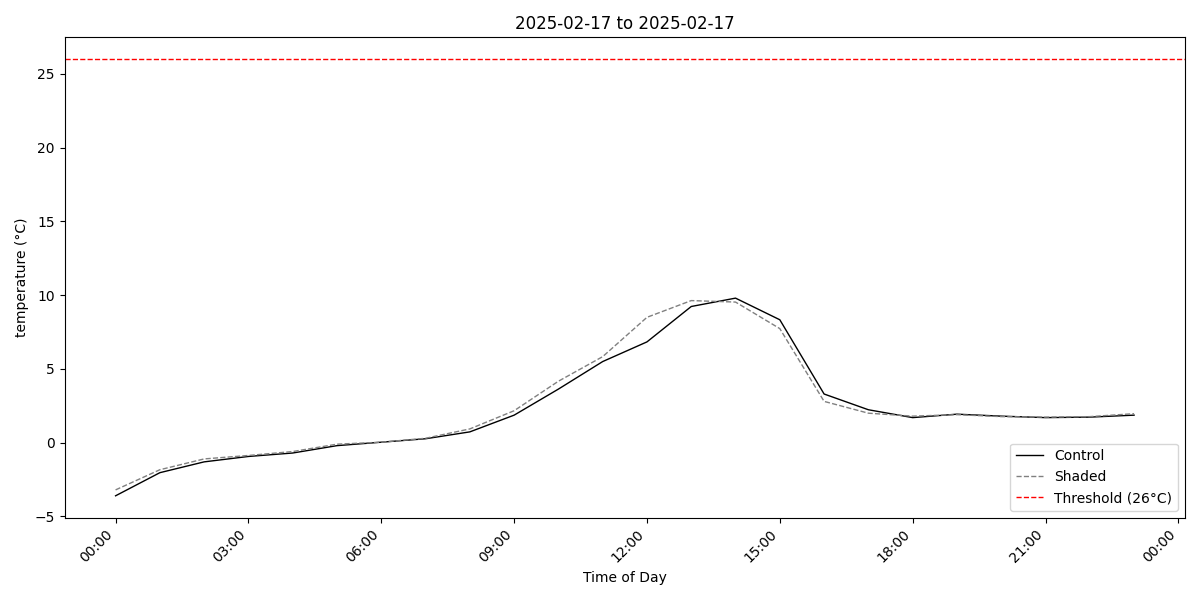 2025-02-17 to 2025-02-17
temperature (°C)
25
20
15
10
5
0
−5
00:00
03:00
06:00
09:00
12:00
15:00
18:00
21:00
00:00
Time of Day
Control
Shaded
Threshold (26°C)